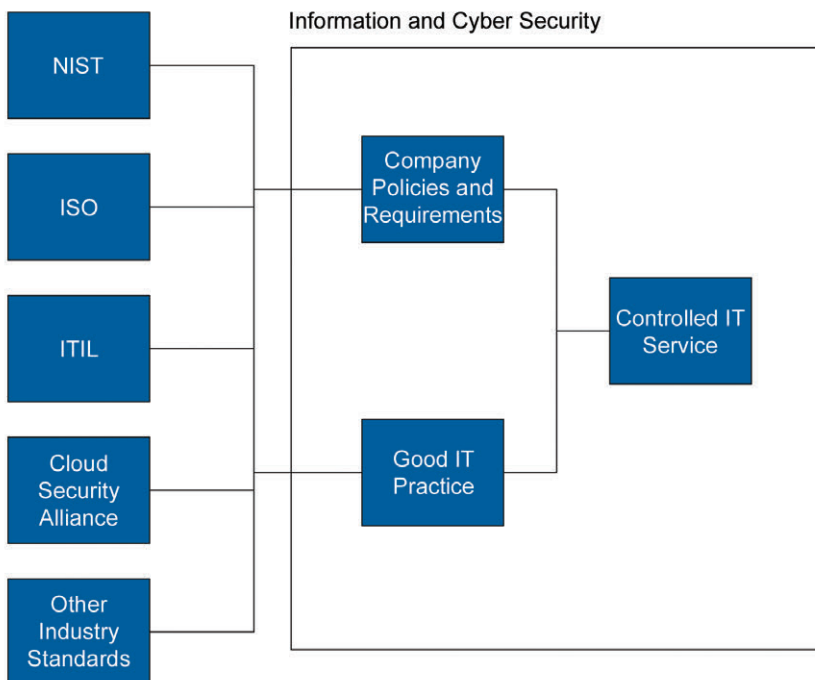 Information and Cyber Security
NIST
ISO
ITIL
Cloud
Security
Alliance
Other
Industry
Standards
Company
Policies and
Requirements
Good IT
Practice
Controlled IT
Service